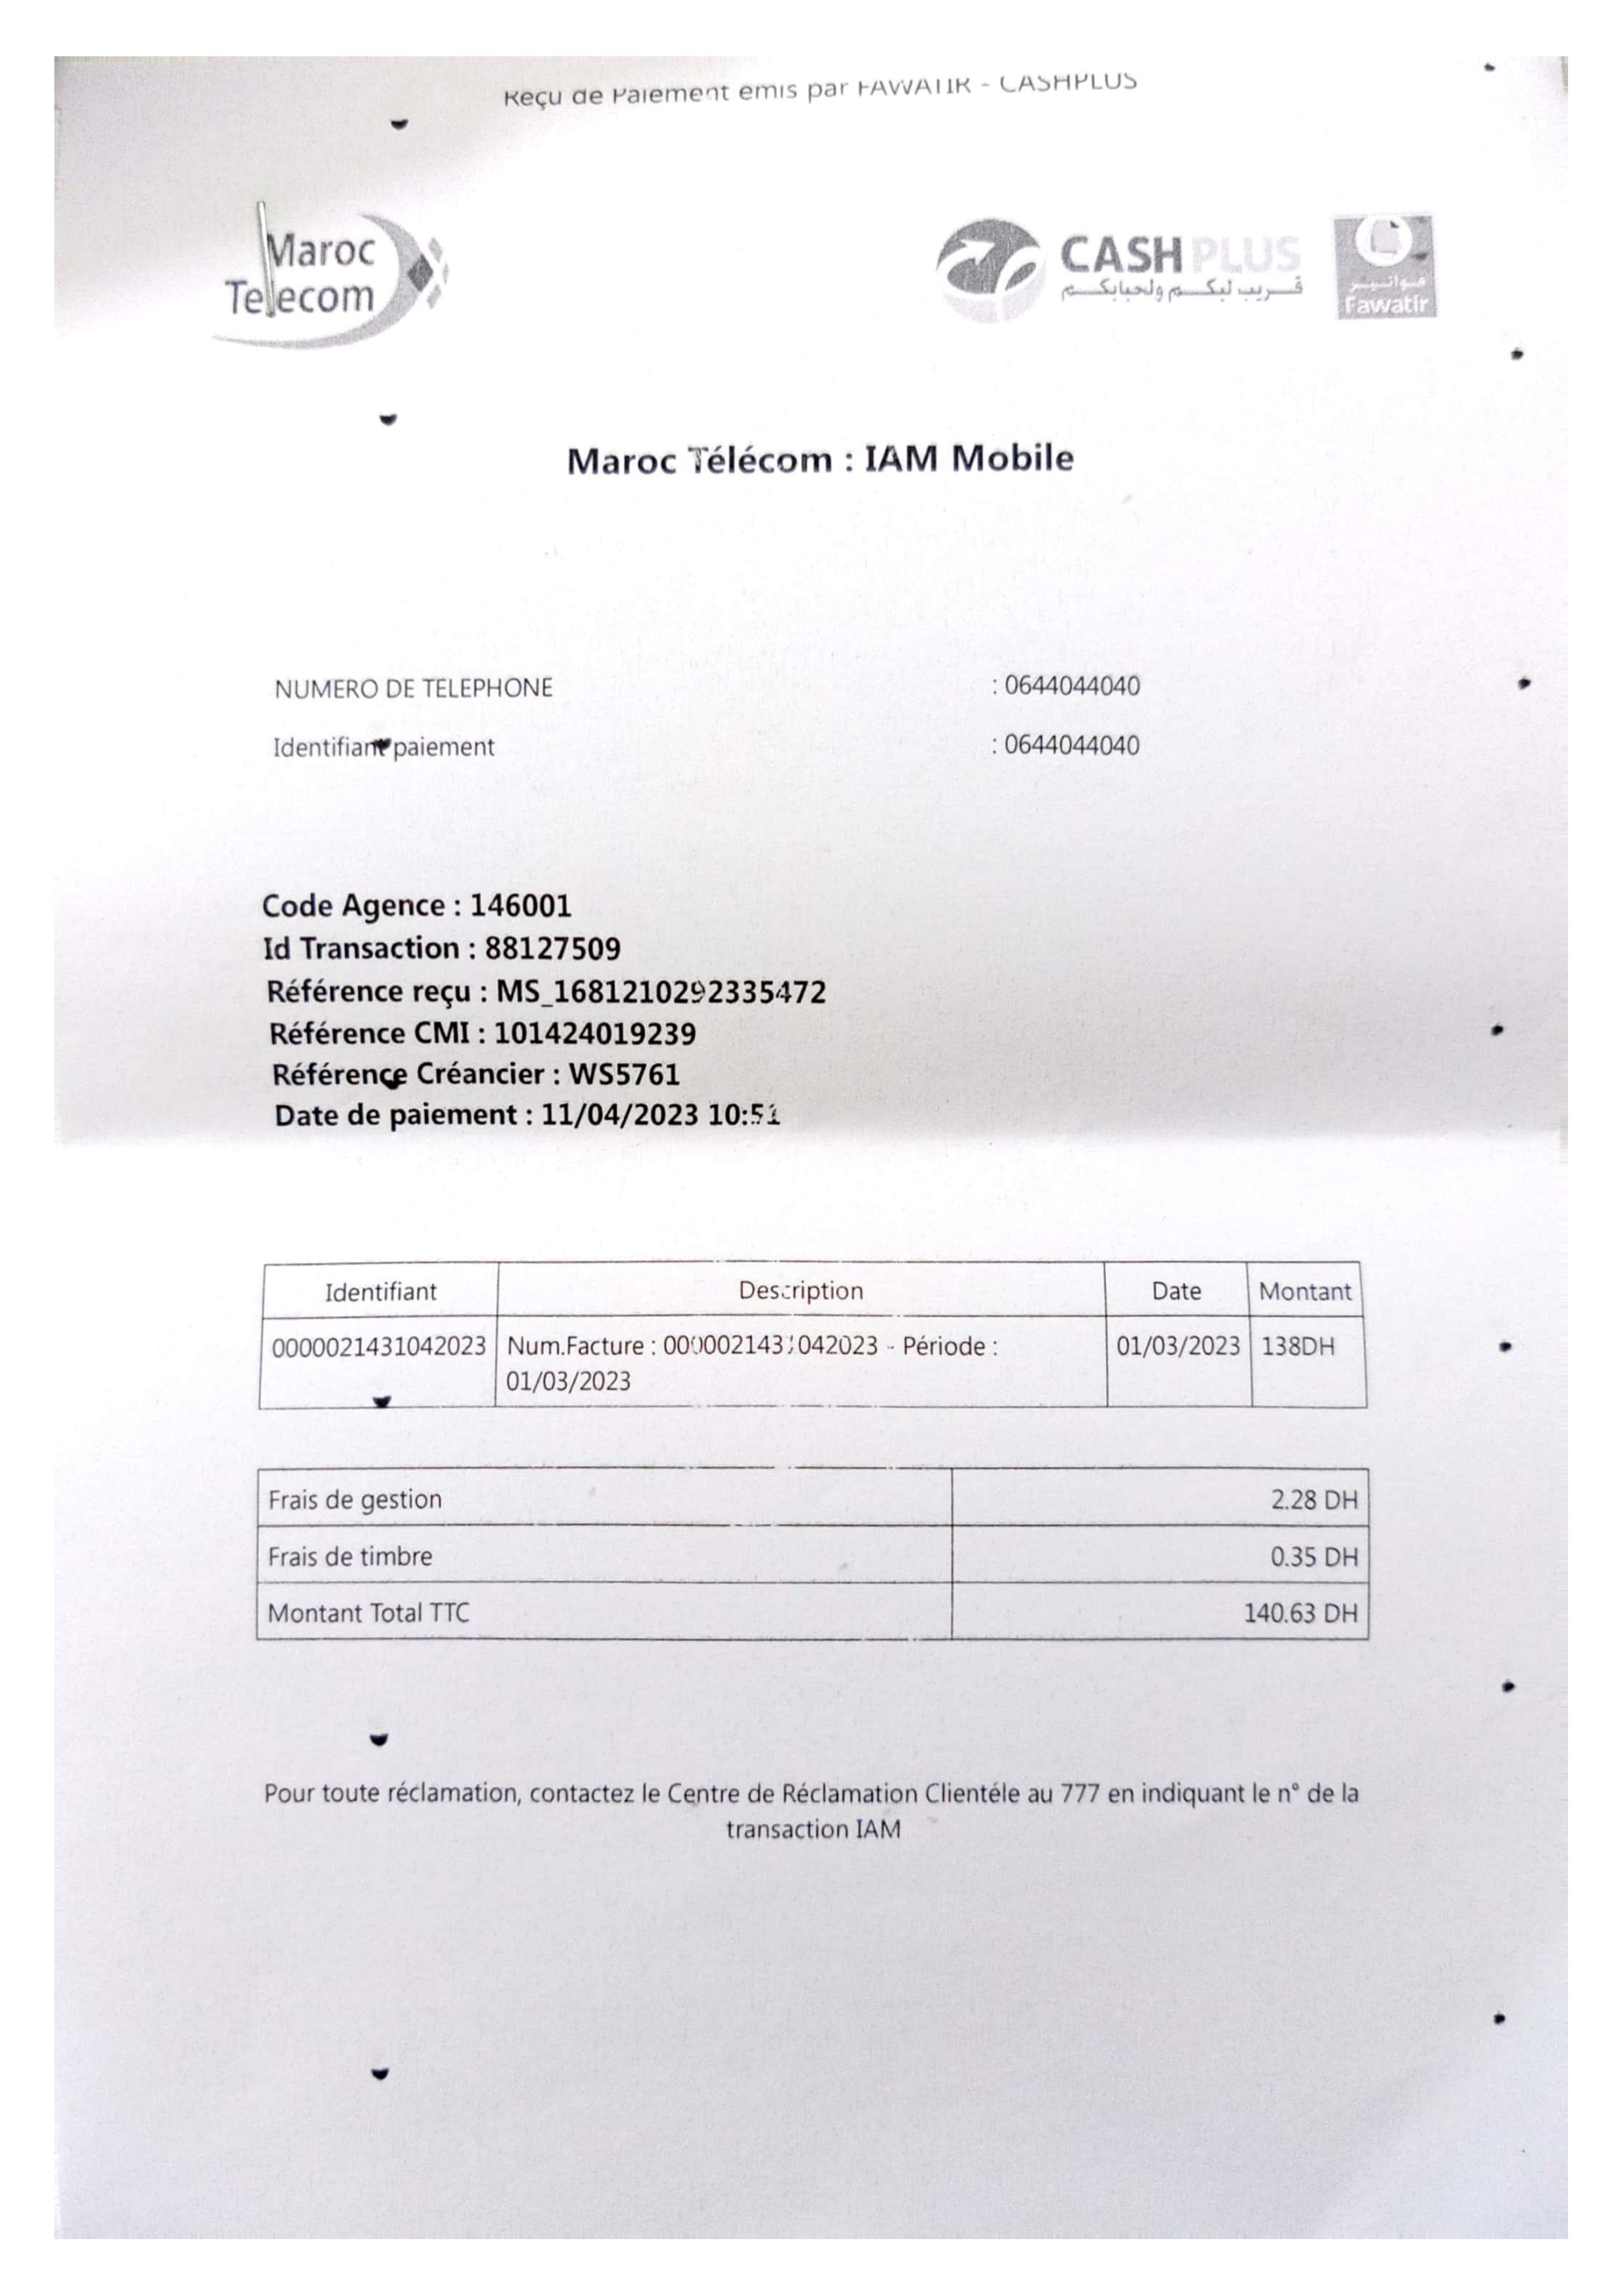 Reçu de Paiement émis par FAWATIR - CASHPLUS
Maroc
Telecom
CASH PLUS
قريب ليكم ولحبابكم
فواتير
Fawatir
Maroc Télécom : IAM Mobile
NUMERO DE TELEPHONE : 0644044040
Identifiant paiement : 0644044040
Code Agence : 146001
Id Transaction : 88127509
Référence reçu : MS_1681210292335472
Référence CMI : 101424019239
Référence Créancier : WS5761
Date de paiement : 11/04/2023 10:51
Identifiant Description Date Montant
0000021431042023 Num.Facture : 0000021431042023 - Période : 01/03/2023 138DH
01/03/2023
Frais de gestion 2.28 DH
Frais de timbre 0.35 DH
Montant Total TTC 140.63 DH
Pour toute réclamation, contactez le Centre de Réclamation Clientéle au 777 en indiquant le n° de la
transaction IAM